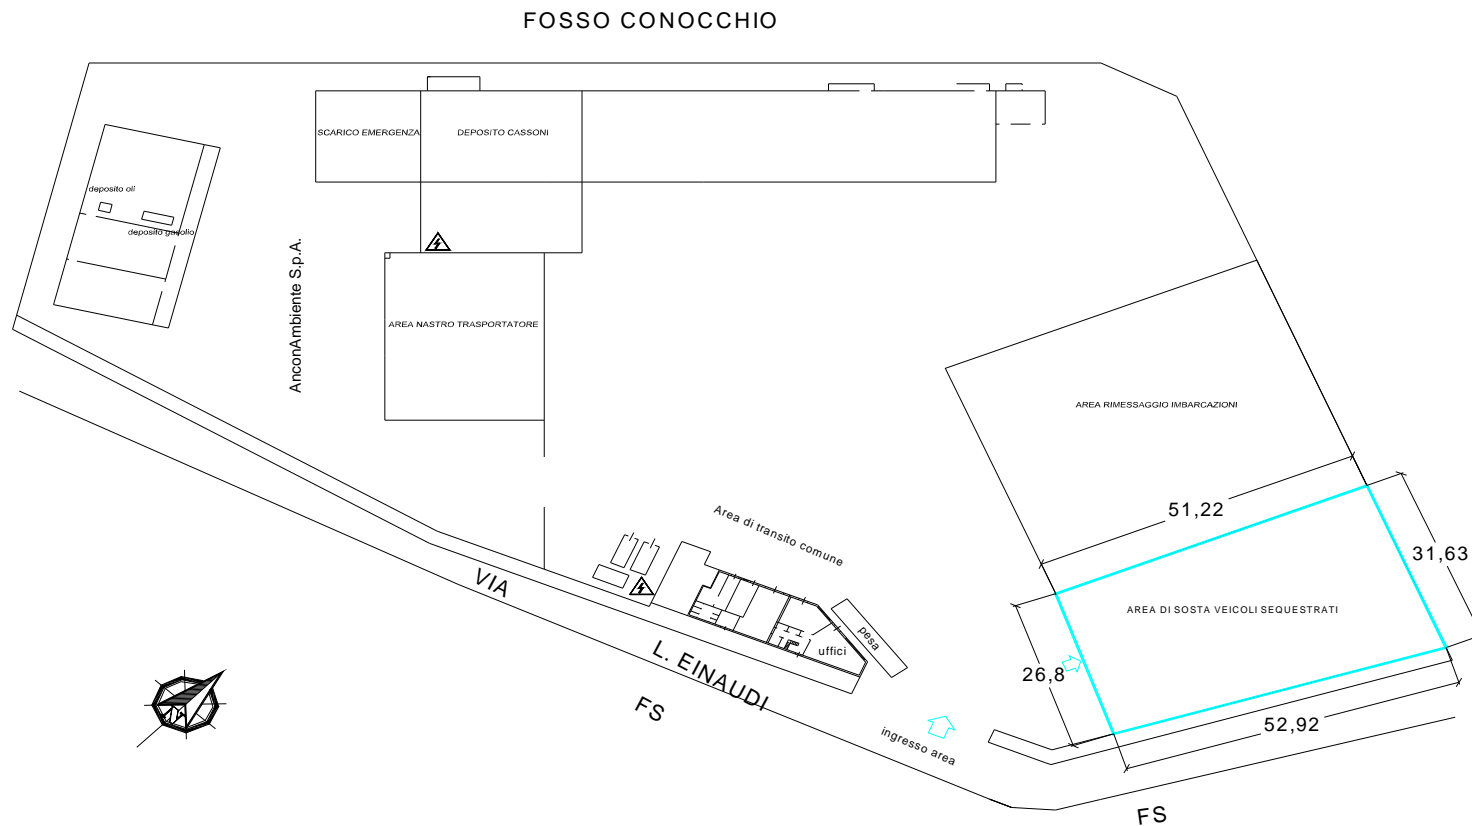 FOSSO CONOCCHIO
SCARICO EMERGENZA
DEPOSITO CASSONI
deposito oli
deposito gasolio
AnconAmbiente S.p.A.
AREA NASTRO TRASPORTATORE
AREA RIMESSAGGIO IMBARCAZIONI
51,22
31,63
Area di transito comune
VIA
AREA DI SOSTA VEICOLI SEQUESTRATI
pesa
uffici
L. EINAUDI
26,8
FS
52,92
ingresso area
FS